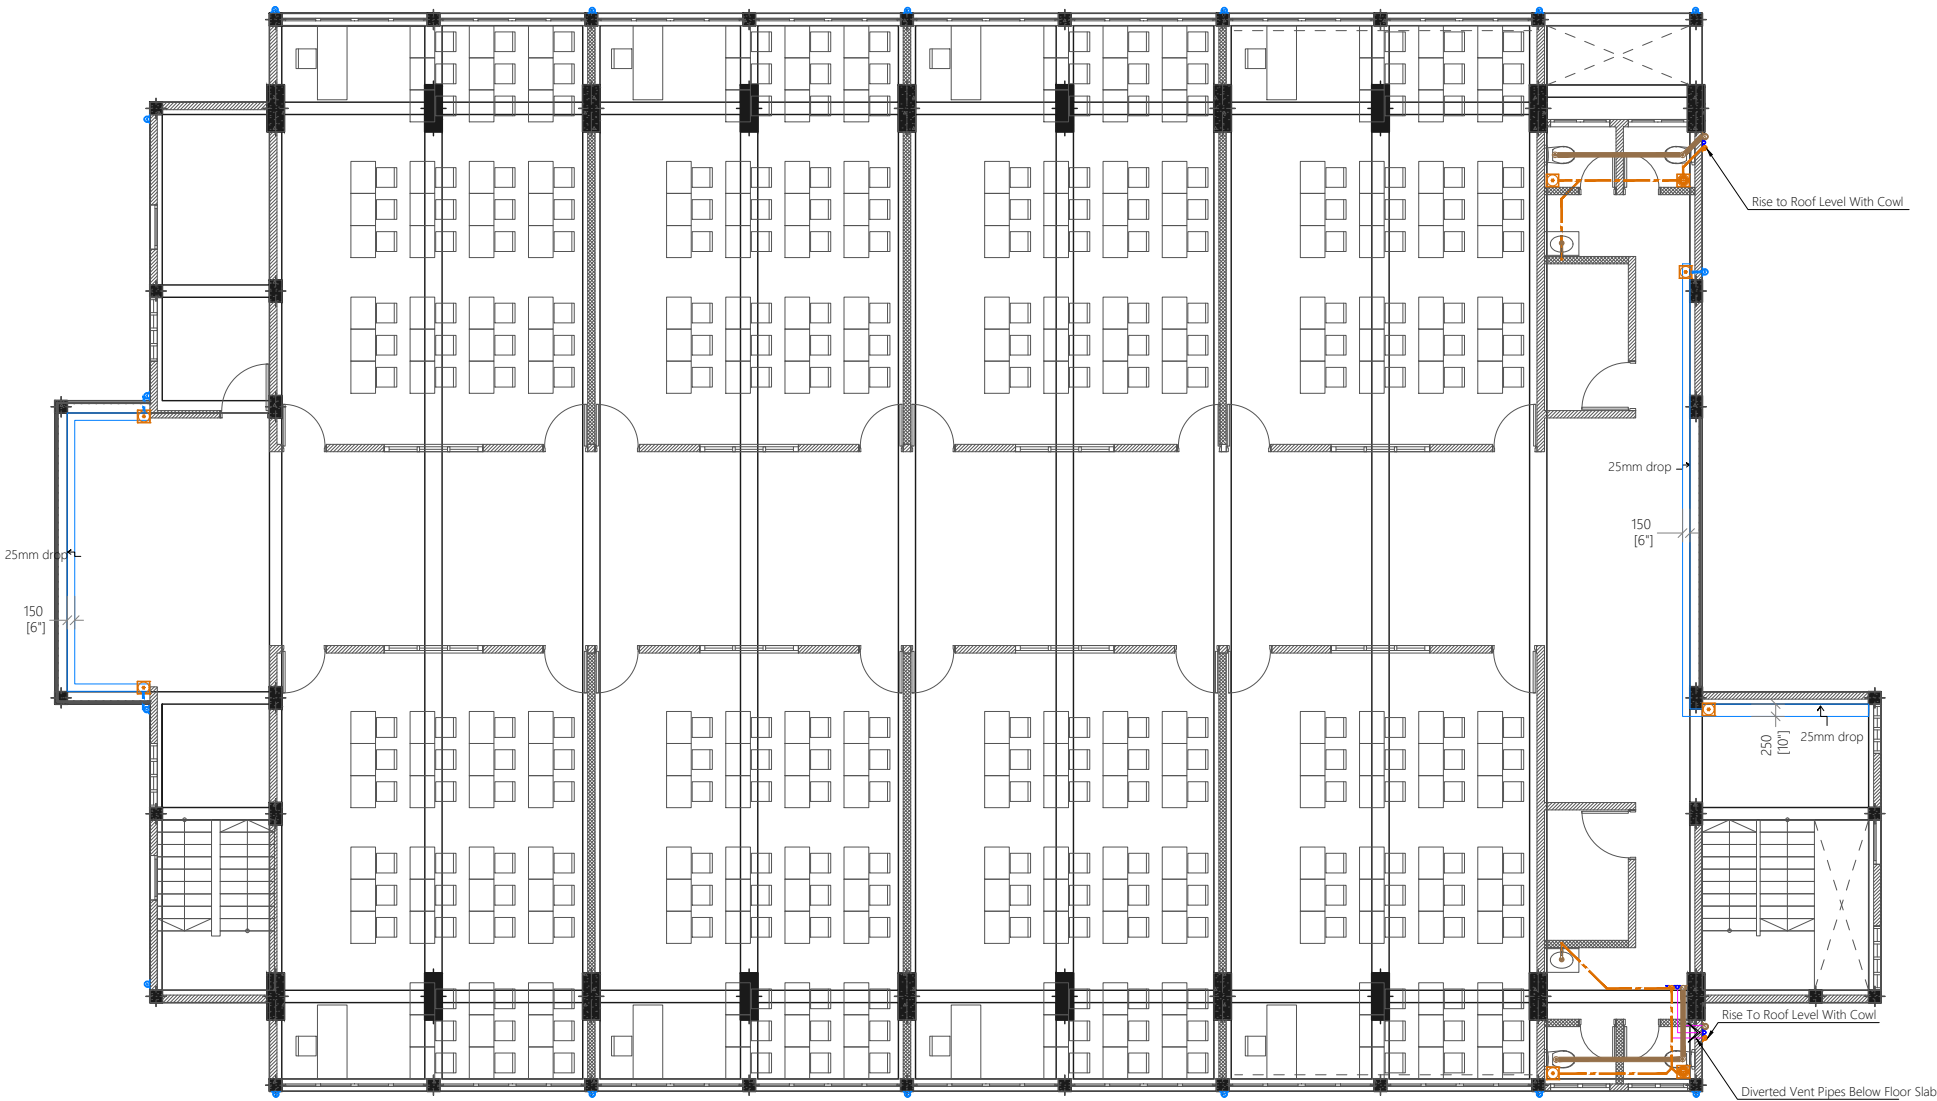 Rise to Roof Level With Cowl
25mm drop
150
[6"]
25mm drop
150
[6"]
250
[10"]
25mm drop
Rise To Roof Level With Cowl
Diverted Vent Pipes Below Floor Slab